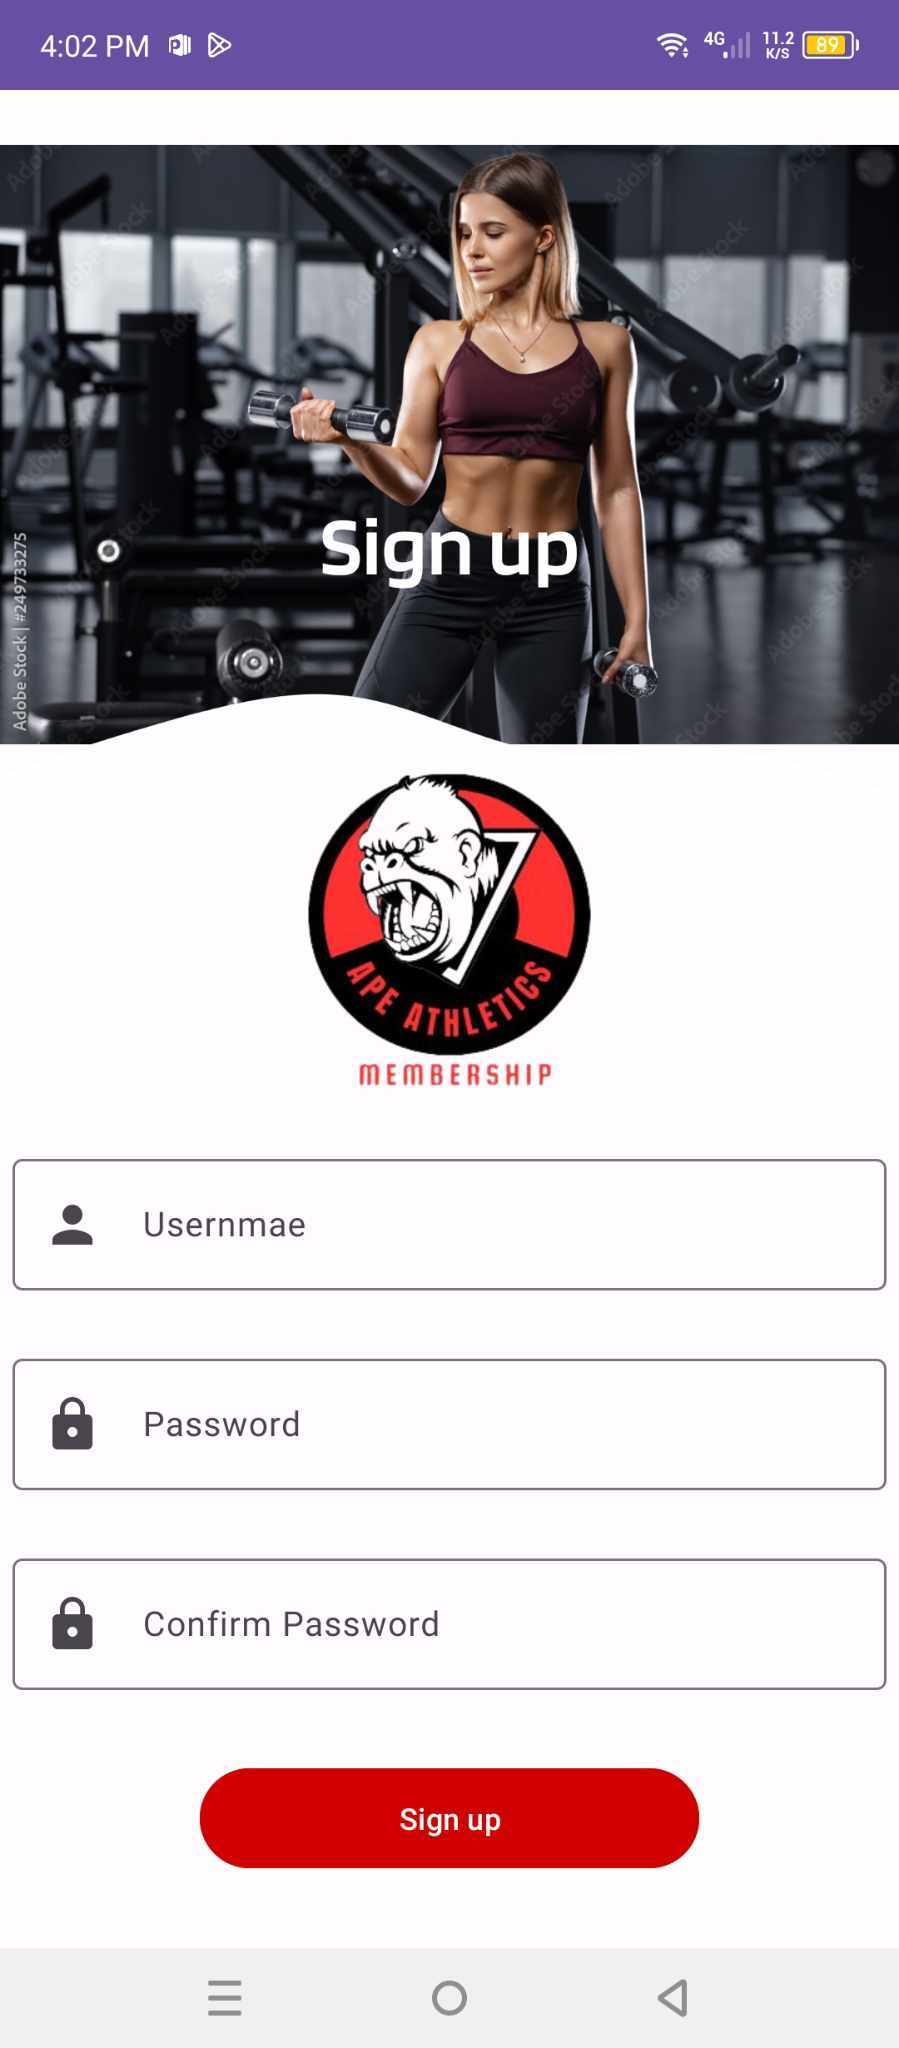 4:02 PM
4G
11.2
K/S
89
Adobe Stock | #249733275
Sign up
APE ATHLETICS
MEMBERSHIP
Usernmae
Password
Confirm Password
Sign up